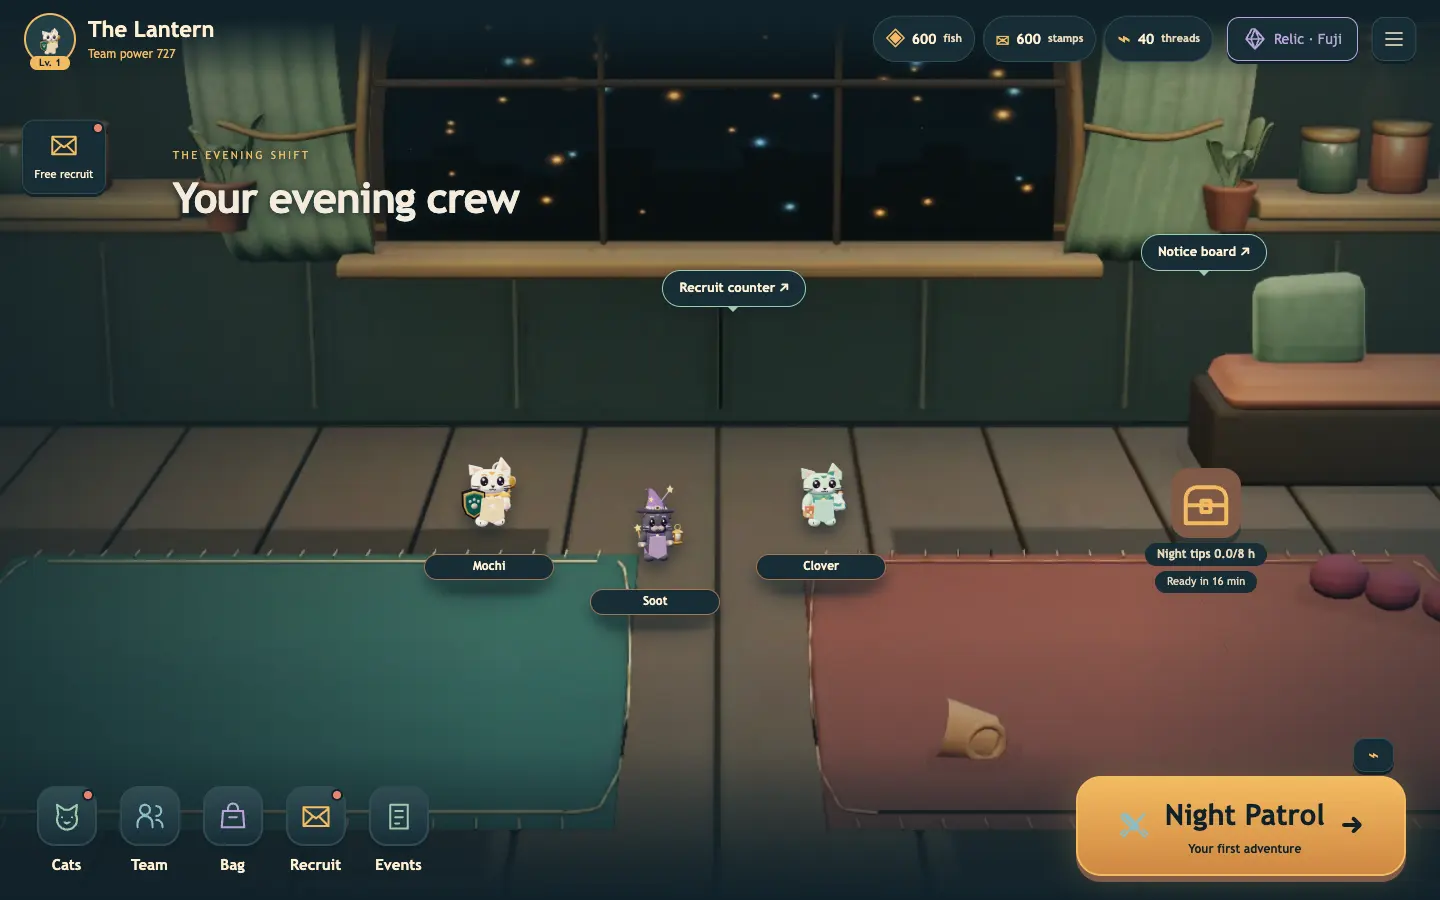 The Lantern
Team power 727
Lv. 1
600 fish
600 stamps
40 threads
Relic · Fuji
Free recruit
THE EVENING SHIFT
Your evening crew
Notice board ↗
Recruit counter ↗
Mochi
Soot
Clover
Night tips 0.0/8 h
Ready in 16 min
Cats
Team
Bag
Recruit
Events
Night Patrol →
Your first adventure